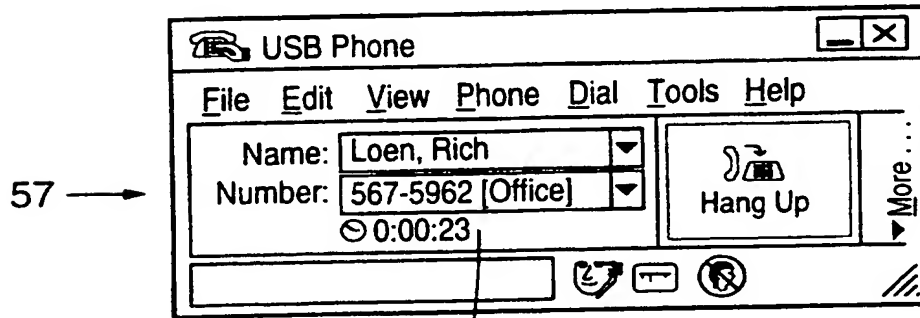 USB Phone
File Edit View Phone Dial Tools Help
Name: Loen, Rich
Number: 567-5962 [Office]
0:00:23
Hang Up
More...
57